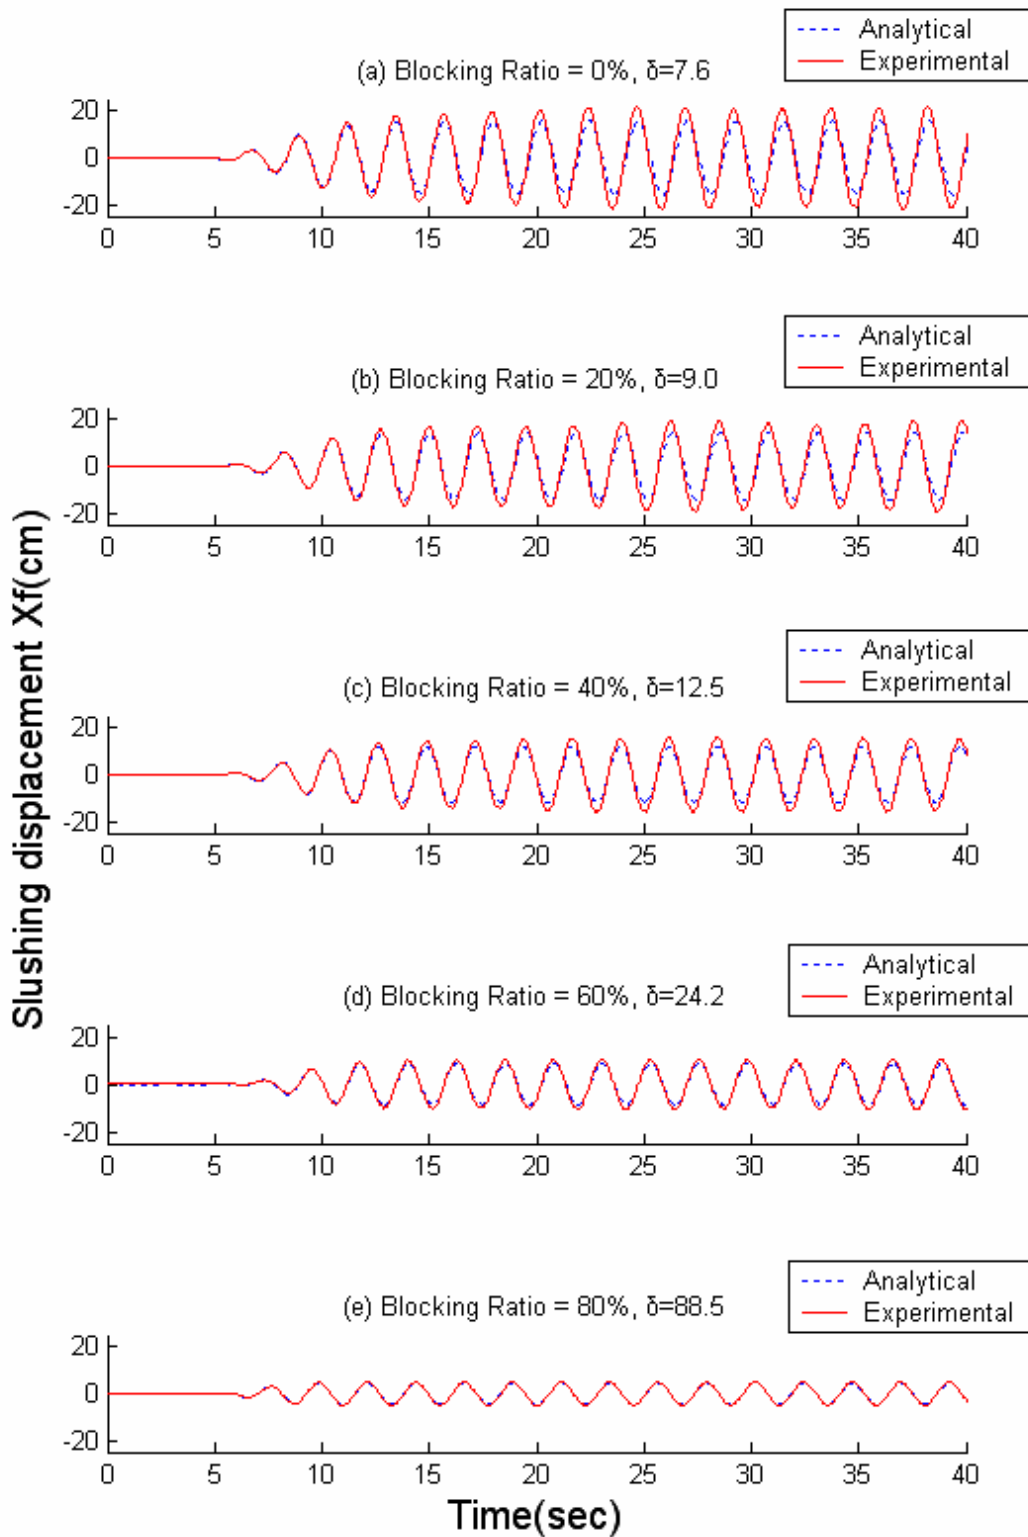 Analytical
Experimental
(a) Blocking Ratio = 0%, δ=7.6
20
0
-20
0 5 10 15 20 25 30 35 40
Analytical
Experimental
(b) Blocking Ratio = 20%, δ=9.0
20
0
-20
0 5 10 15 20 25 30 35 40
Analytical
Experimental
(c) Blocking Ratio = 40%, δ=12.5
20
0
-20
0 5 10 15 20 25 30 35 40
Analytical
Experimental
(d) Blocking Ratio = 60%, δ=24.2
20
0
-20
0 5 10 15 20 25 30 35 40
Analytical
Experimental
(e) Blocking Ratio = 80%, δ=88.5
20
0
-20
0 5 10 15 20 25 30 35 40
Slushing displacement Xf(cm)
Time(sec)